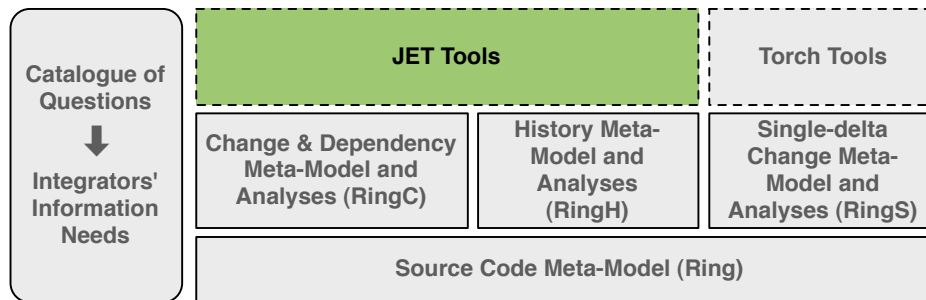 Catalogue of
Questions
Integrators'
Information
Needs
JET Tools
Torch Tools
Change & Dependency
Meta-Model and
Analyses (RingC)
History Meta-
Model and
Analyses
(RingH)
Single-delta
Change Meta-
Model and
Analyses (RingS)
Source Code Meta-Model (Ring)